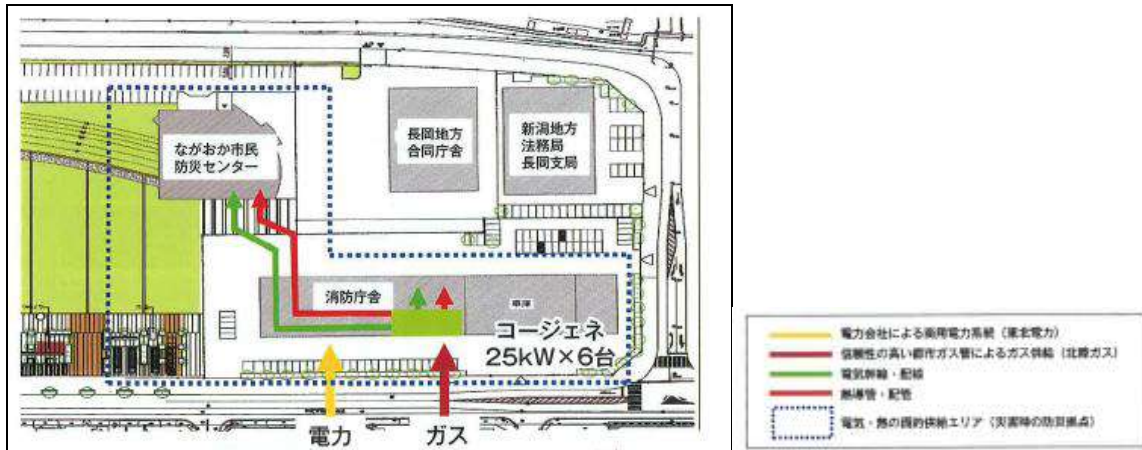 ながおか市民
防災センター
長岡地方
合同庁舎
新潟地方
法務局
長岡支局
消防庁舎
車庫
コージェネ
25kW×6台
電力
ガス
電力会社による商用電力系統(東北電力)
信頼性の高い都市ガス管によるガス供給(北陸ガス)
電気幹線・配線
熱導管・配管
電気・熱の面的供給エリア(災害時の防災拠点)